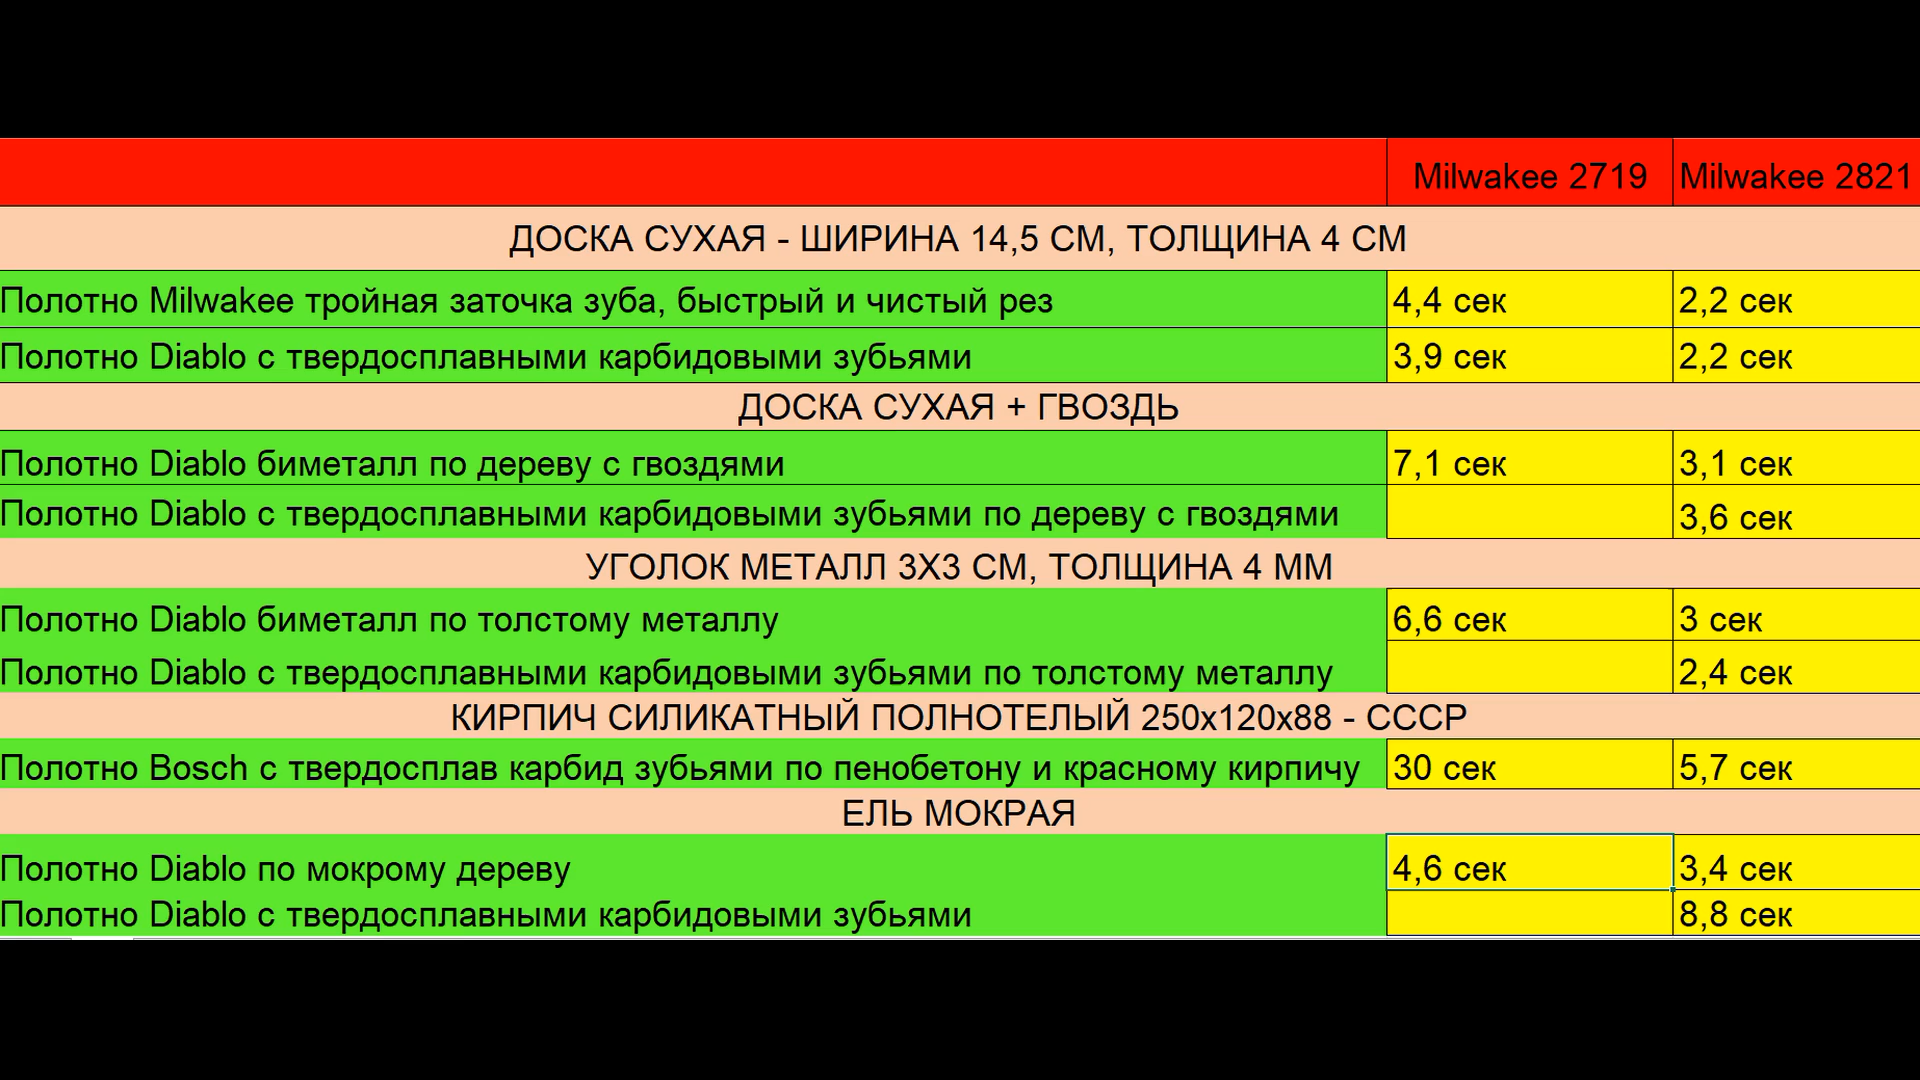 Milwakee 2719 Milwakee 2821
ДОСКА СУХАЯ - ШИРИНА 14,5 СМ, ТОЛЩИНА 4 СМ
Полотно Milwakee тройная заточка зуба, быстрый и чистый рез 4,4 сек 2,2 сек
Полотно Diablo с твердосплавными карбидовыми зубьями 3,9 сек 2,2 сек
ДОСКА СУХАЯ + ГВОЗДЬ
Полотно Diablo биметалл по дереву с гвоздями 7,1 сек 3,1 сек
Полотно Diablo с твердосплавными карбидовыми зубьями по дереву с гвоздями 3,6 сек
УГОЛОК МЕТАЛЛ 3Х3 СМ, ТОЛЩИНА 4 ММ
Полотно Diablo биметалл по толстому металлу 6,6 сек 3 сек
Полотно Diablo с твердосплавными карбидовыми зубьями по толстому металлу 2,4 сек
КИРПИЧ СИЛИКАТНЫЙ ПОЛНОТЕЛЫЙ 250х120х88 - СССР
Полотно Bosch с твердосплав карбид зубьями по пенобетону и красному кирпичу 30 сек 5,7 сек
ЕЛЬ МОКРАЯ
Полотно Diablo по мокрому дереву 4,6 сек 3,4 сек
Полотно Diablo с твердосплавными карбидовыми зубьями 8,8 сек